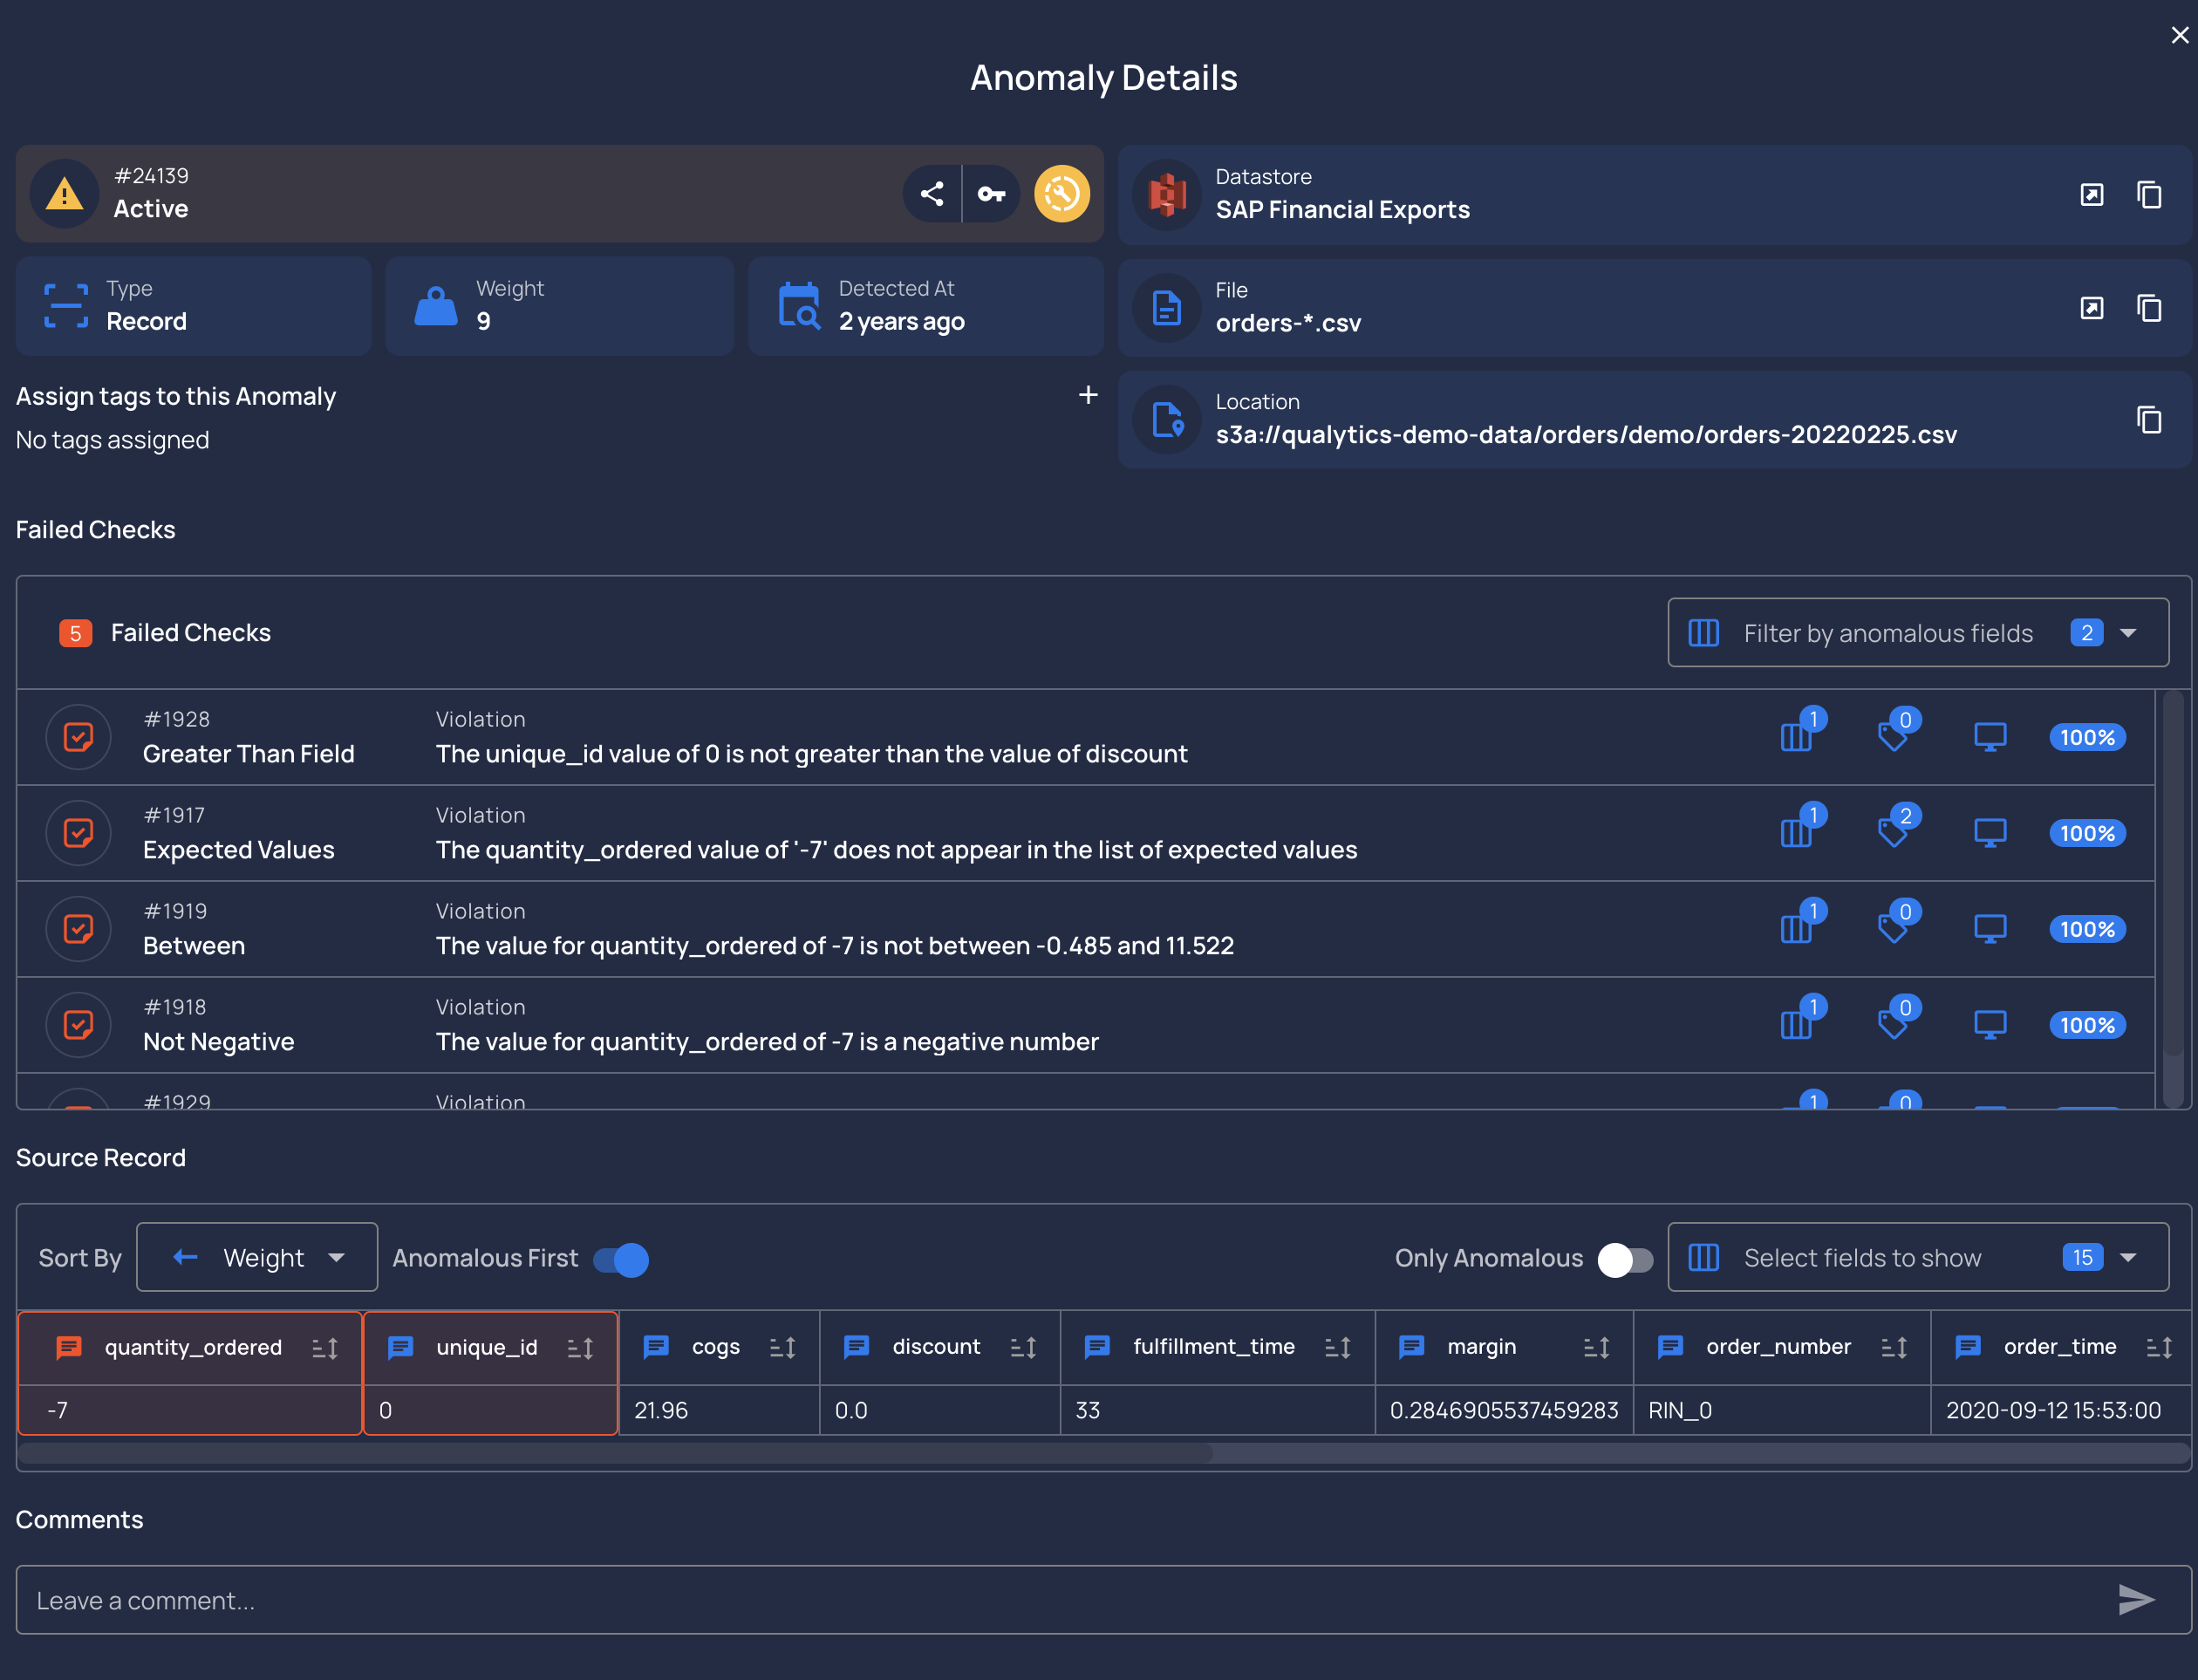 Anomaly Details
#24139
Active
Datastore
SAP Financial Exports
Type
Record
Weight
9
Detected At
2 years ago
File
orders-*.csv
Assign tags to this Anomaly
No tags assigned
Location
s3a://qualytics-demo-data/orders/demo/orders-20220225.csv
Failed Checks
5 Failed Checks
Filter by anomalous fields 2
#1928
Greater Than Field
Violation
The unique_id value of 0 is not greater than the value of discount
1 0 100%
#1917
Expected Values
Violation
The quantity_ordered value of '-7' does not appear in the list of expected values
1 2 100%
#1919
Between
Violation
The value for quantity_ordered of -7 is not between -0.485 and 11.522
1 0 100%
#1918
Not Negative
Violation
The value for quantity_ordered of -7 is a negative number
1 0 100%
#1929
Violation
1 0
Source Record
Sort By Weight Anomalous First Only Anomalous Select fields to show 15
quantity_ordered unique_id cogs discount fulfillment_time margin order_number order_time
-7 0 21.96 0.0 33 0.2846905537459283 RIN_0 2020-09-12 15:53:00
Comments
Leave a comment...